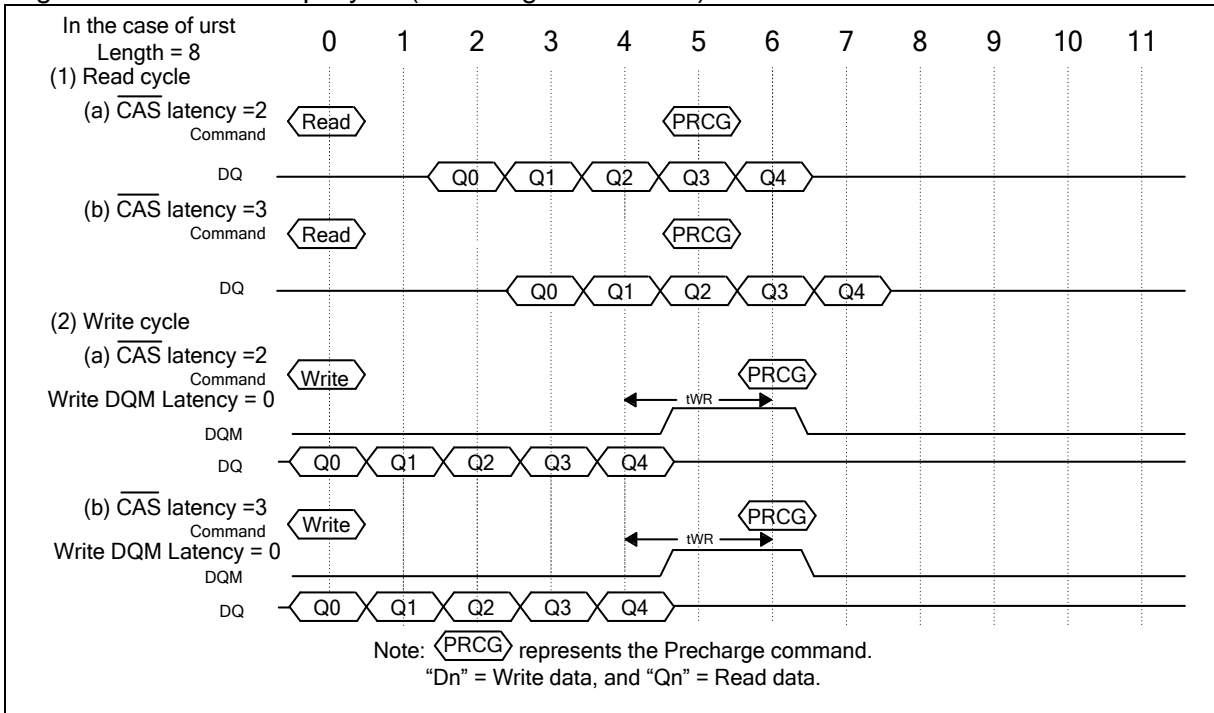 In the case of urst
Length = 8
0 1 2 3 4 5 6 7 8 9 10 11
(1) Read cycle
(a) CAS latency =2
Command
Read PRCG
DQ Q0 Q1 Q2 Q3 Q4
(b) CAS latency =3
Command
Read PRCG
DQ Q0 Q1 Q2 Q3 Q4
(2) Write cycle
(a) CAS latency =2
Command
Write PRCG
Write DQM Latency = 0 tWR
DQM
DQ Q0 Q1 Q2 Q3 Q4
(b) CAS latency =3
Command
Write PRCG
Write DQM Latency = 0 tWR
DQM
DQ Q0 Q1 Q2 Q3 Q4
Note: PRCG represents the Precharge command.
“Dn” = Write data, and “Qn” = Read data.